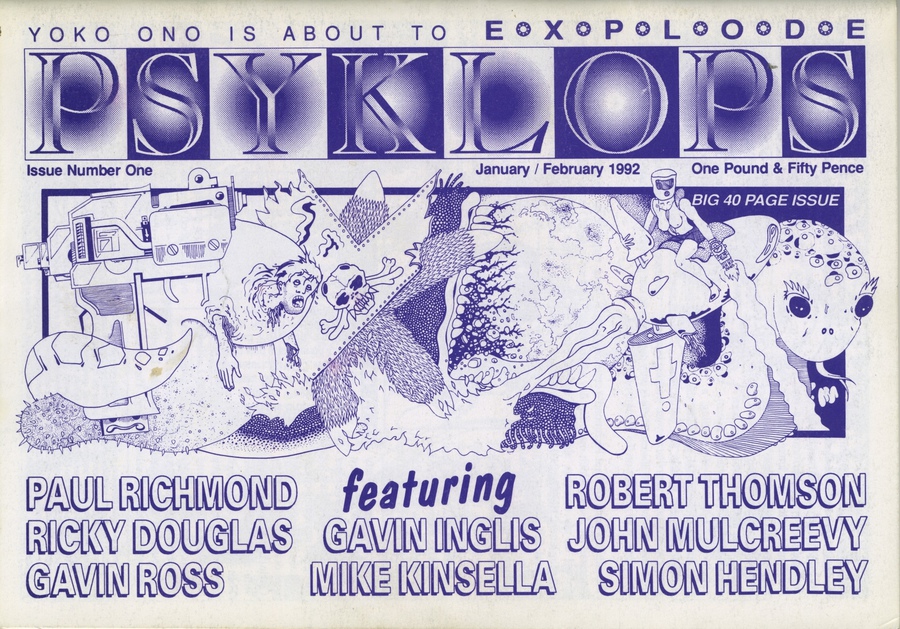 YOKO ONO IS ABOUT TO E•X•P•L•O•D•E
PSYKLOPS
Issue Number One
January / February 1992
One Pound & Fifty Pence
BIG 40 PAGE ISSUE
featuring
PAUL RICHMOND
RICKY DOUGLAS
GAVIN ROSS
GAVIN INGLIS
MIKE KINSELLA
ROBERT THOMSON
JOHN MULCREEVY
SIMON HENDLEY